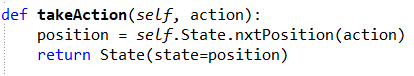 def takeAction(self, action):
    position = self.State.nxtPosition(action)
    return State(state=position)